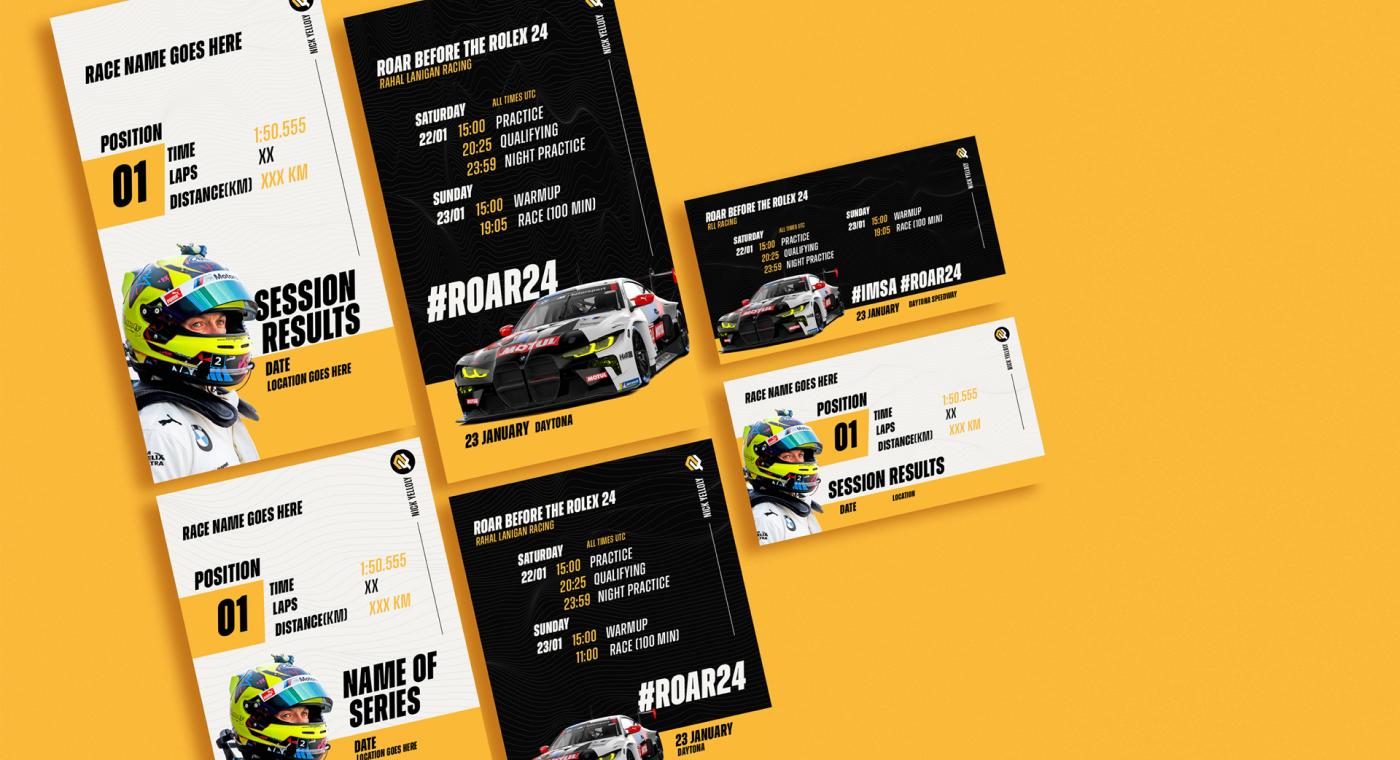 NICK YELLOLY
RACE NAME GOES HERE
POSITION
01
TIME 1:50.555
LAPS XX
DISTANCE(KM) XXX KM
SESSION
RESULTS
DATE
LOCATION GOES HERE
NICK YELLOLY
ROAR BEFORE THE ROLEX 24
RAHAL LANIGAN RACING
SATURDAY ALL TIMES UTC
22/01 15:00 PRACTICE
20:25 QUALIFYING
23:59 NIGHT PRACTICE
SUNDAY
23/01 15:00 WARMUP
19:05 RACE (100 MIN)
#ROAR24
MOTUL
MOTUL
23 JANUARY DAYTONA
NICK YELLOLY
ROAR BEFORE THE ROLEX 24
RLL RACING
SATURDAY ALL TIMES UTC
22/01 15:00 PRACTICE
20:25 QUALIFYING
23:59 NIGHT PRACTICE
SUNDAY
23/01 15:00 WARMUP
19:05 RACE (100 MIN)
#IMSA #ROAR24
23 JANUARY DAYTONA SPEEDWAY
NICK YELLOLY
RACE NAME GOES HERE
POSITION
01
TIME 1:50.555
LAPS XX
DISTANCE(KM) XXX KM
SESSION RESULTS
DATE LOCATION
NICK YELLOLY
RACE NAME GOES HERE
POSITION
01
TIME 1:50.555
LAPS XX
DISTANCE(KM) XXX KM
NAME OF
SERIES
DATE
LOCATION GOES HERE
NICK YELLOLY
ROAR BEFORE THE ROLEX 24
RAHAL LANIGAN RACING
SATURDAY ALL TIMES UTC
22/01 15:00 PRACTICE
20:25 QUALIFYING
23:59 NIGHT PRACTICE
SUNDAY
23/01 15:00 WARMUP
11:00 RACE (100 MIN)
#ROAR24
MOTUL
23 JANUARY
DAYTONA